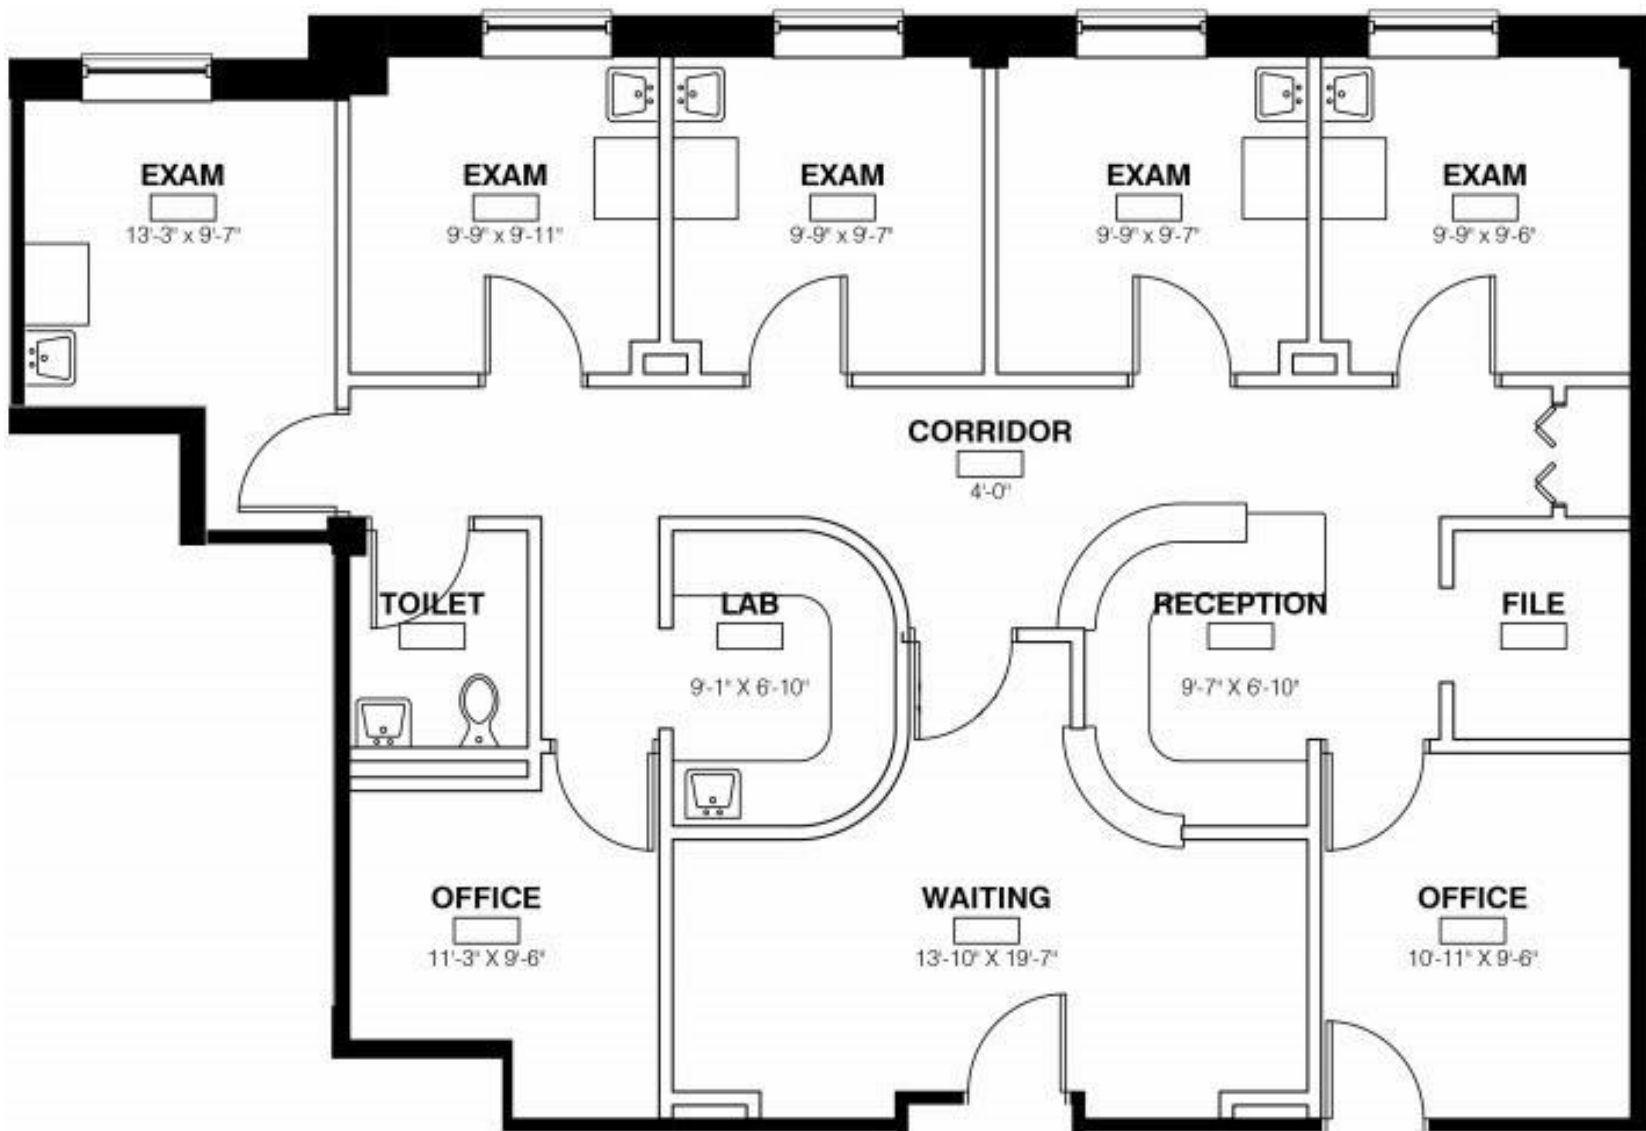 EXAM
13'-3" x 9'-7"
EXAM
9'-9" x 9'-11"
EXAM
9'-9" x 9'-7"
EXAM
9'-9" x 9'-7"
EXAM
9'-9" x 9'-6"
CORRIDOR
4'-0"
TOILET
LAB
9'-1" X 6'-10"
RECEPTION
9'-7" X 6'-10"
FILE
OFFICE
11'-3" X 9'-6"
WAITING
13'-10" X 19'-7"
OFFICE
10'-11" X 9'-6"